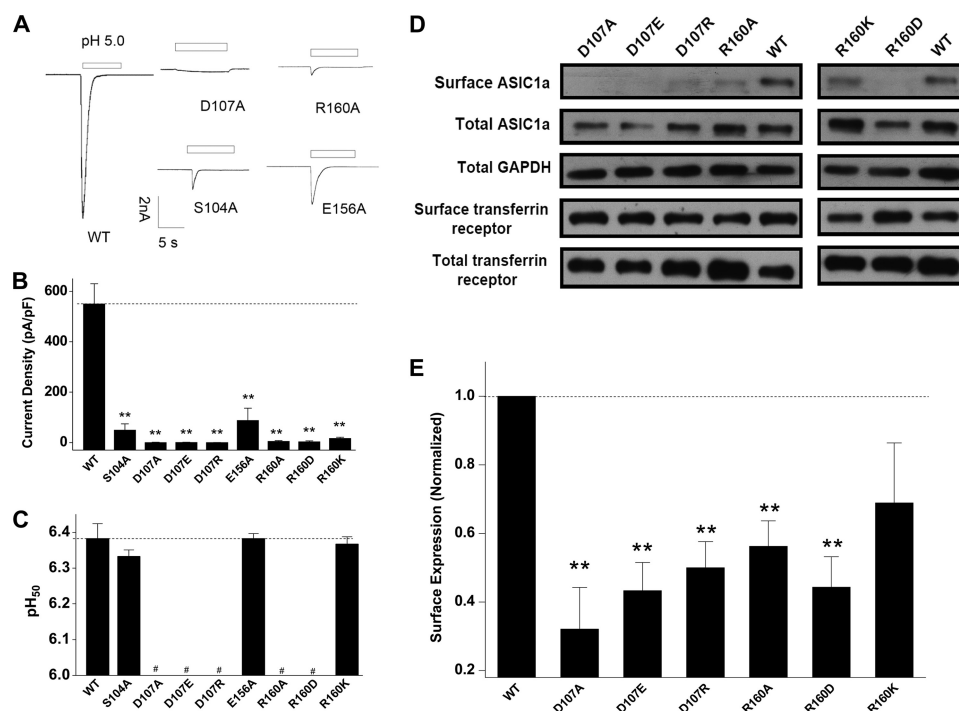 A
pH 5.0
D107A
R160A
S104A
E156A
WT
2nA
5 s
B
Current Density (pA/pF)
600
400
200
0
**
**
**
**
**
**
**
**
WT
S104A
D107A
D107E
D107R
E156A
R160A
R160D
R160K
C
pH50
6.4
6.3
6.2
6.1
6.0
#
#
#
#
#
WT
S104A
D107A
D107E
D107R
E156A
R160A
R160D
R160K
D
D107A
D107E
D107R
R160A
WT
R160K
R160D
WT
Surface ASIC1a
Total ASIC1a
Total GAPDH
Surface transferrin
receptor
Total transferrin
receptor
E
Surface Expression (Normalized)
1.0
0.8
0.6
0.4
0.2
**
**
**
**
**
WT
D107A
D107E
D107R
R160A
R160D
R160K